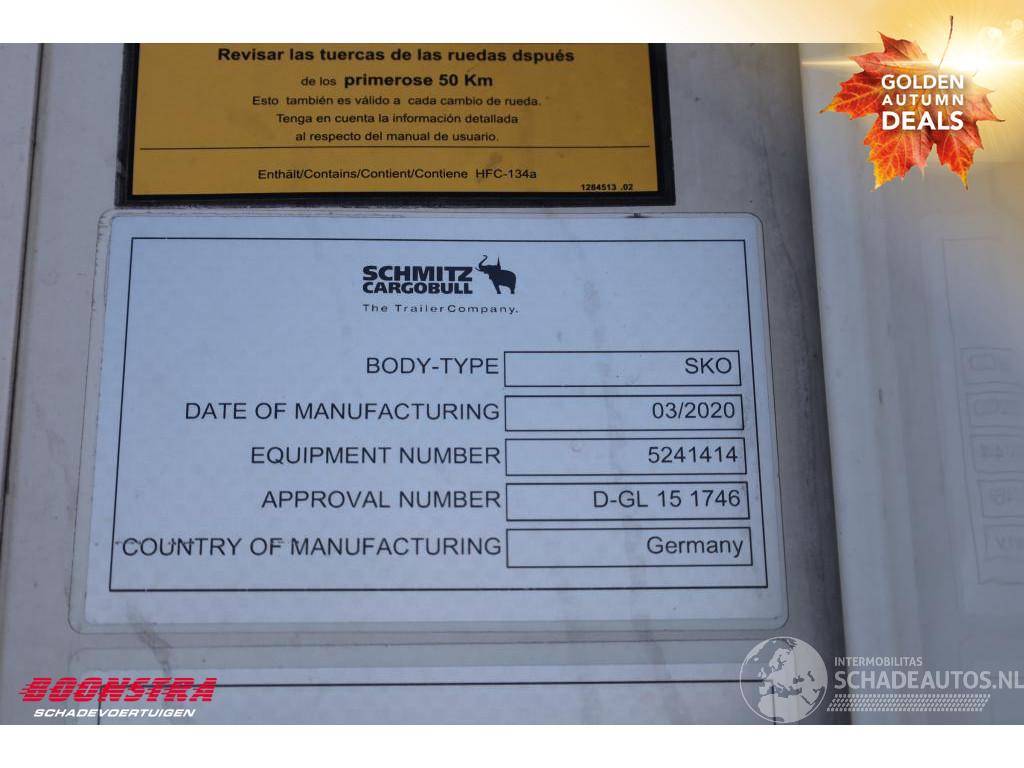 Revisar las tuercas de las ruedas dspués
de los primerose 50 Km
Esto también es válido a cada cambio de rueda.
Tenga en cuenta la información detallada
al respecto del manual de usuario.
Enthält/Contains/Contient/Contiene HFC-134a
1284513 .02
GOLDEN
AUTUMN
DEALS
SCHMITZ
CARGOBULL
The Trailer Company.
BODY-TYPE SKO
DATE OF MANUFACTURING 03/2020
EQUIPMENT NUMBER 5241414
APPROVAL NUMBER D-GL 15 1746
COUNTRY OF MANUFACTURING Germany
BOONSTRA
SCHADEVOERTUIGEN
INTERMOBILITAS
SCHADEAUTOS.NL